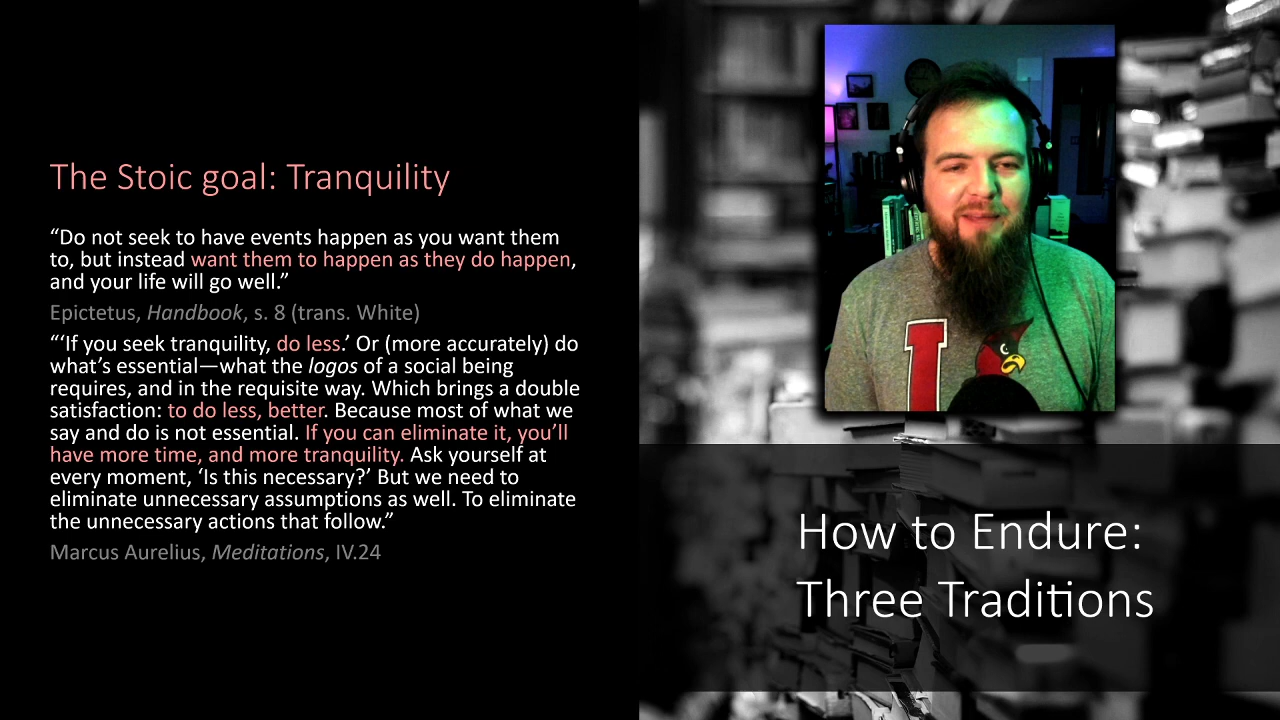 The Stoic goal: Tranquility
“Do not seek to have events happen as you want them
to, but instead want them to happen as they do happen,
and your life will go well.”
Epictetus, Handbook, s. 8 (trans. White)
“‘If you seek tranquility, do less.’ Or (more accurately) do
what’s essential—what the logos of a social being
requires, and in the requisite way. Which brings a double
satisfaction: to do less, better. Because most of what we
say and do is not essential. If you can eliminate it, you’ll
have more time, and more tranquility. Ask yourself at
every moment, ‘Is this necessary?’ But we need to
eliminate unnecessary assumptions as well. To eliminate
the unnecessary actions that follow.”
Marcus Aurelius, Meditations, IV.24
How to Endure:
Three Traditions